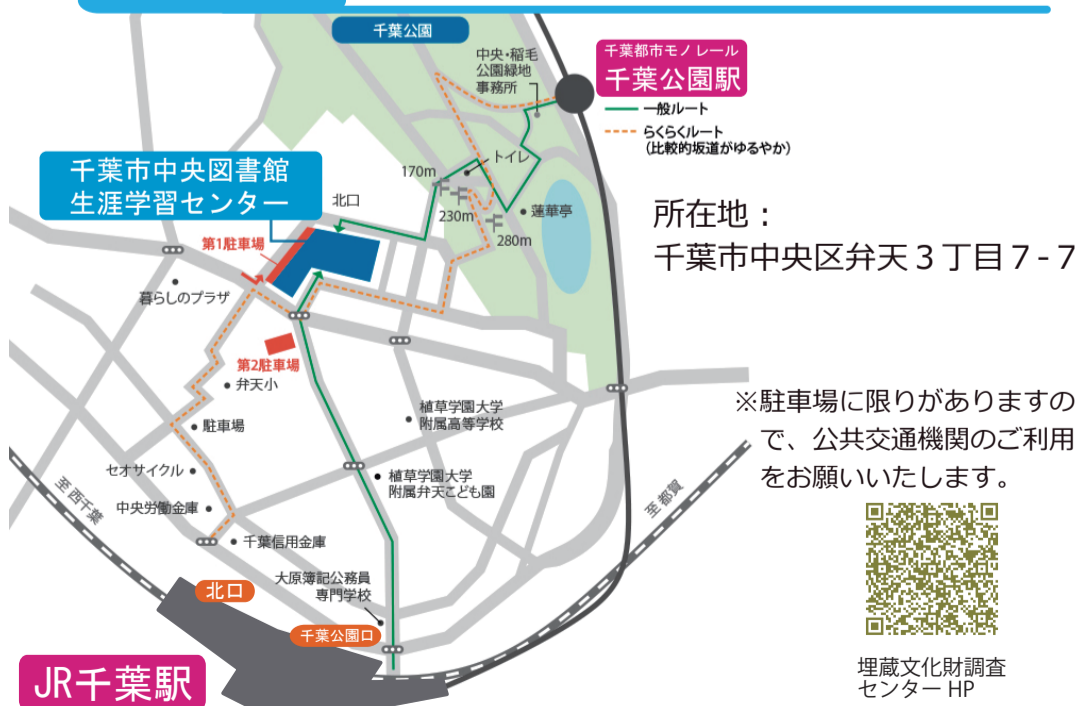 千葉公園
中央・稲毛
公園緑地
事務所
千葉都市モノレール
千葉公園駅
一般ルート
らくらくルート
(比較的坂道がゆるやか)
トイレ
170m
230m
280m
蓮華亭
千葉市中央図書館
生涯学習センター
北口
第1駐車場
暮らしのプラザ
第2駐車場
弁天小
駐車場
セオサイクル
中央労働金庫
千葉信用金庫
植草学園大学
附属高等学校
植草学園大学
附属弁天こども園
大原簿記公務員
専門学校
至西千葉
至都賀
北口
千葉公園口
JR千葉駅
所在地：
千葉市中央区弁天３丁目７-７
※駐車場に限りがありますの
で、公共交通機関のご利用
をお願いいたします。
埋蔵文化財調査
センター HP